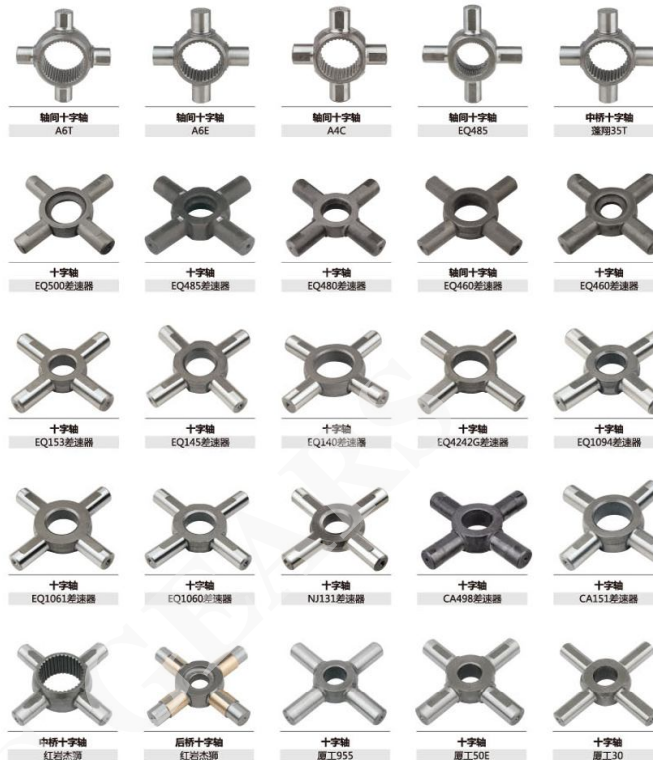 轴间十字轴
A6T
轴间十字轴
A6E
轴间十字轴
A4C
轴间十字轴
EQ485
中桥十字轴
蓬翔35T
十字轴
EQ500差速器
十字轴
EQ485差速器
十字轴
EQ480差速器
轴间十字轴
EQ460差速器
十字轴
EQ460差速器
十字轴
EQ153差速器
十字轴
EQ145差速器
十字轴
EQ140差速器
十字轴
EQ4242G差速器
十字轴
EQ1094差速器
十字轴
EQ1061差速器
十字轴
EQ1060差速器
十字轴
NJ131差速器
十字轴
CA498差速器
十字轴
CA151差速器
中桥十字轴
红岩杰狮
后桥十字轴
红岩杰狮
十字轴
厦工955
十字轴
厦工50E
十字轴
厦工30
GEARS